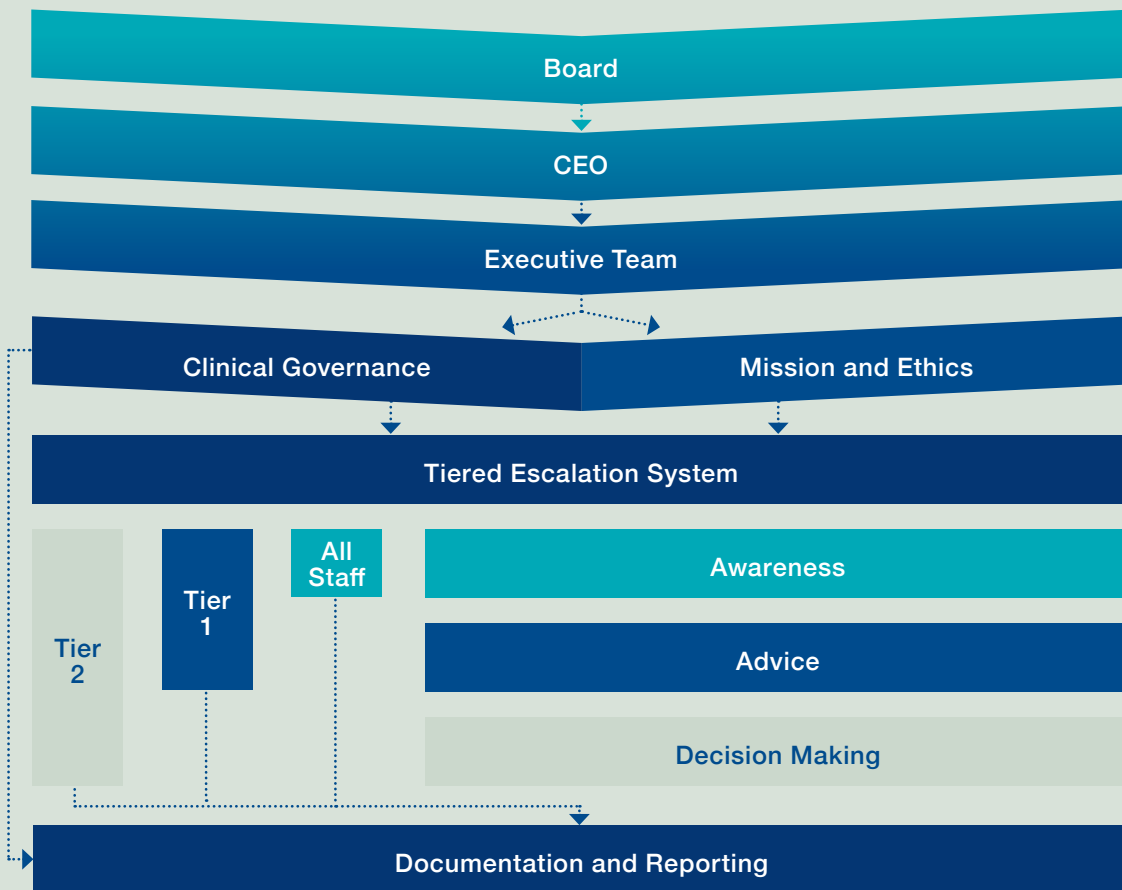 Board
CEO
Executive Team
Clinical Governance
Mission and Ethics
Tiered Escalation System
Tier
2
Tier
1
All
Staff
Awareness
Advice
Decision Making
Documentation and Reporting